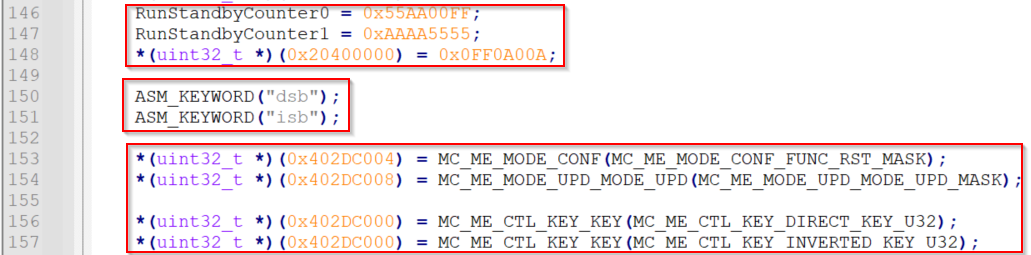 146 RunStandbyCounter0 = 0x55AA00FF;
147 RunStandbyCounter1 = 0xAAAA5555;
148 *(uint32_t *)(0x20400000) = 0x0FF0A00A;
149
150 ASM_KEYWORD("dsb");
151 ASM_KEYWORD("isb");
152
153 *(uint32_t *)(0x402DC004) = MC_ME_MODE_CONF(MC_ME_MODE_CONF_FUNC_RST_MASK);
154 *(uint32_t *)(0x402DC008) = MC_ME_MODE_UPD_MODE_UPD(MC_ME_MODE_UPD_MODE_UPD_MASK);
155
156 *(uint32_t *)(0x402DC000) = MC_ME_CTL_KEY_KEY(MC_ME_CTL_KEY_DIRECT_KEY_U32);
157 *(uint32_t *)(0x402DC000) = MC_ME_CTL_KEY_KEY(MC_ME_CTL_KEY_INVERTED_KEY_U32);